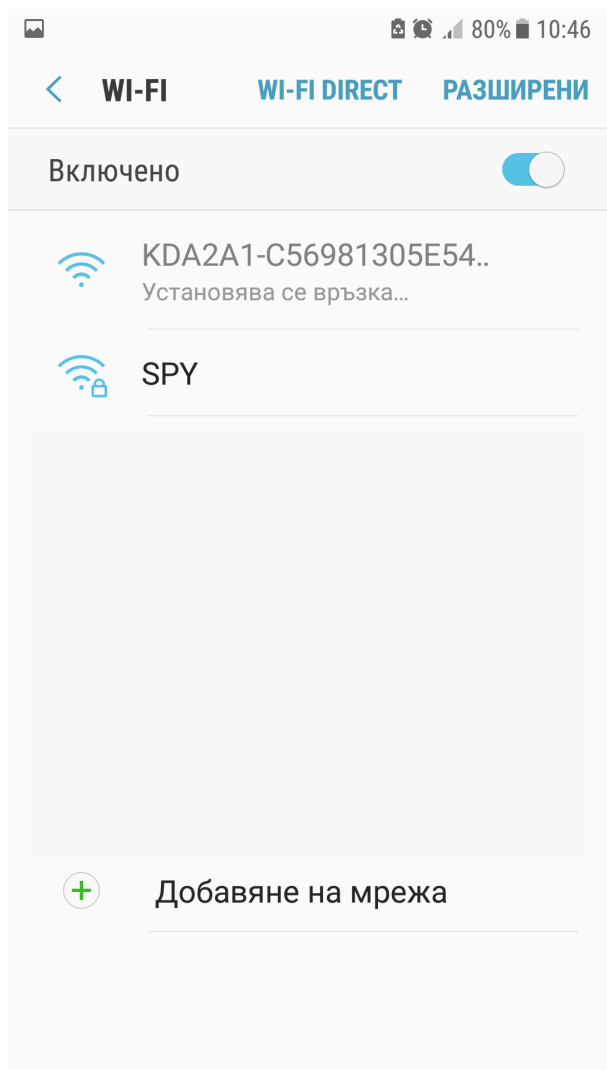 80% 10:46
WI-FI WI-FI DIRECT РАЗШИРЕНИ
Включено
KDA2A1-C56981305E54..
Установява се връзка...
SPY
Добавяне на мрежа